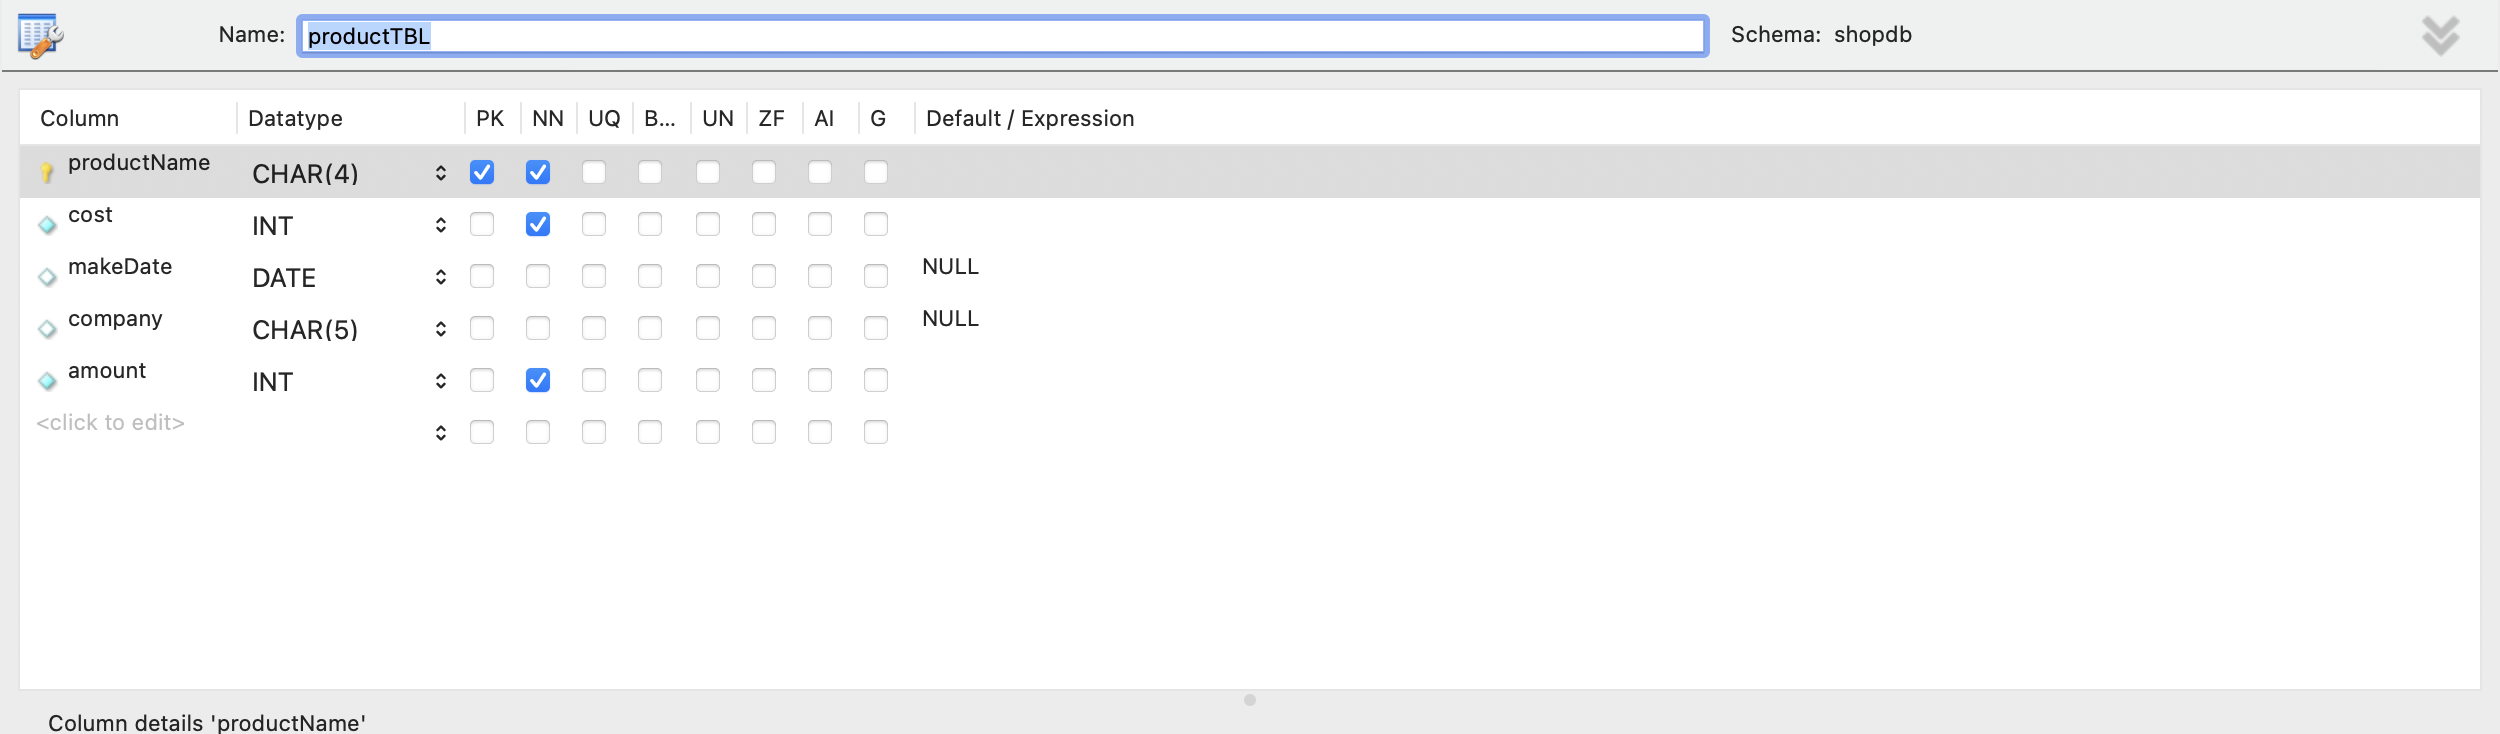 Name: productTBL Schema: shopdb
Column Datatype PK NN UQ B... UN ZF AI G Default / Expression
productName CHAR(4)
cost INT
makeDate DATE NULL
company CHAR(5) NULL
amount INT
<click to edit>
Column details 'productName'